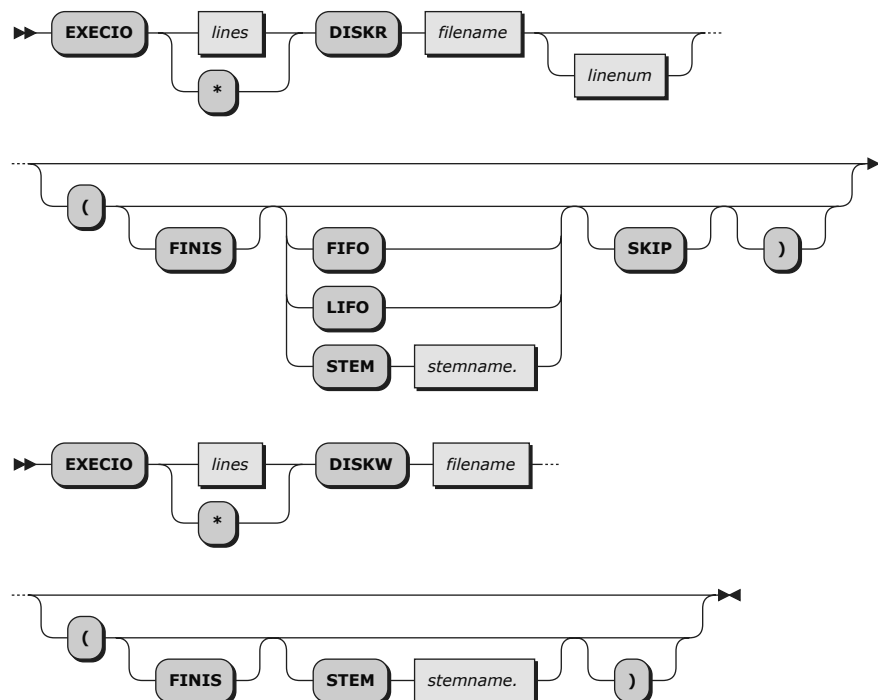 EXECIO lines DISKR filename
* linenum
(
FINIS FIFO SKIP )
LIFO
STEM stemname.
EXECIO lines DISKW filename
*
(
FINIS STEM stemname. )